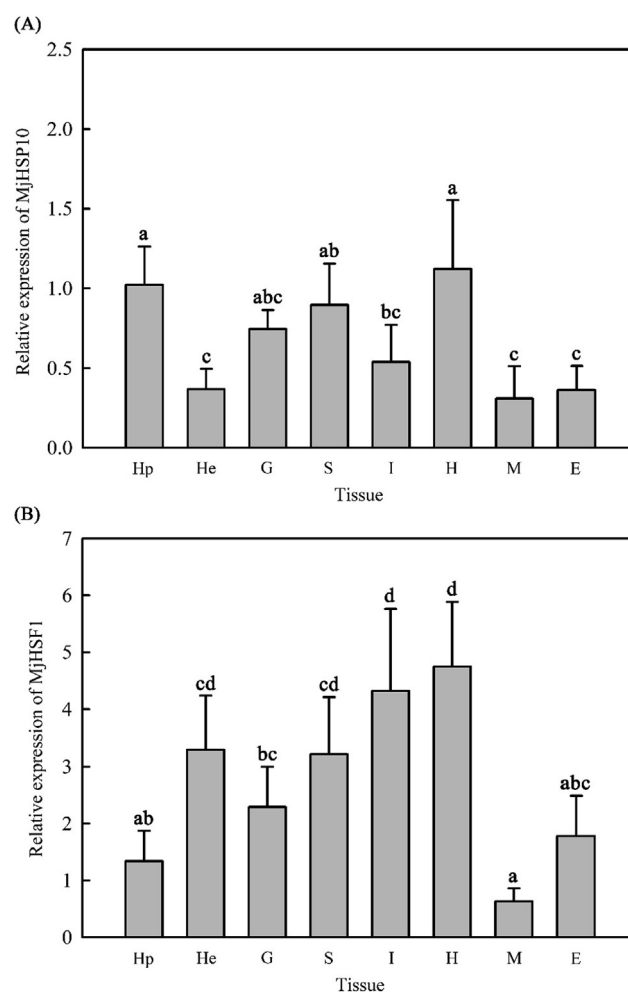 (A)
Relative expression of MjHSP10
2.5
2.0
1.5
1.0
0.5
0.0
a
c
abc
ab
bc
a
c
c
Hp He G S I H M E
Tissue
(B)
Relative expression of MjHSF1
7
6
5
4
3
2
1
0
ab
cd
bc
cd
d
d
a
abc
Hp He G S I H M E
Tissue